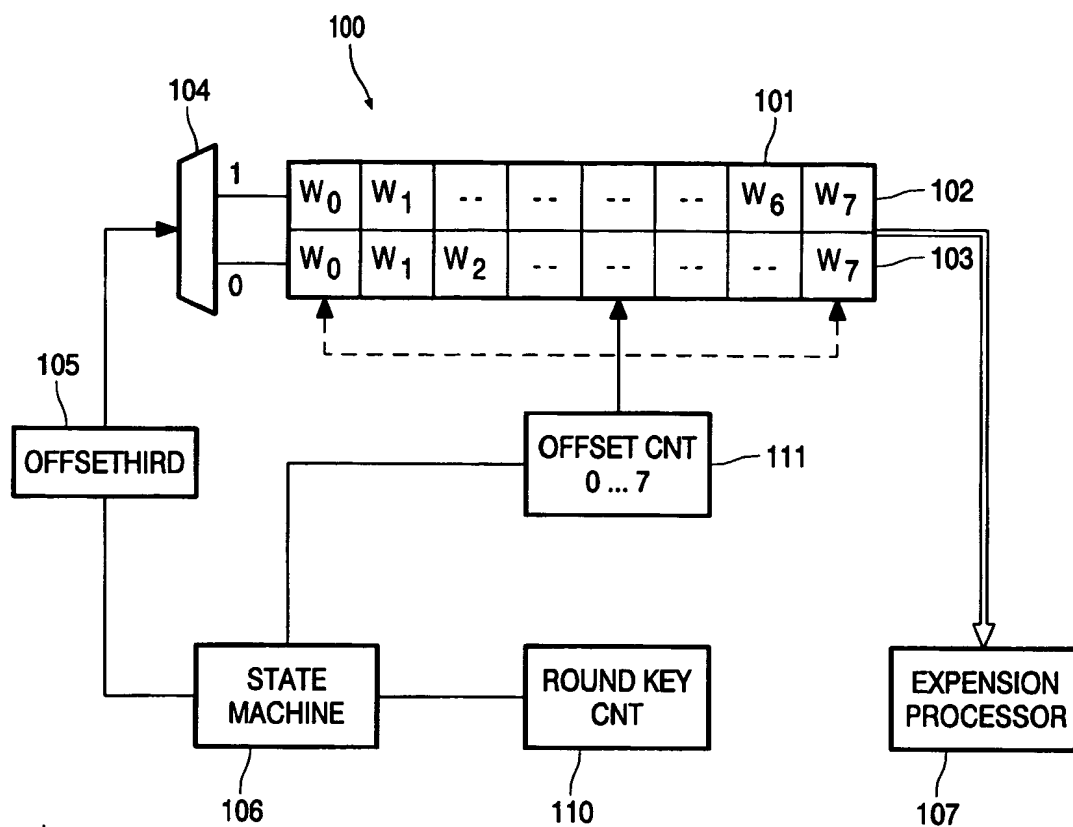 100
104
101
1
W0 W1 -- -- -- -- W6 W7
102
W0 W1 W2 -- -- -- -- W7
103
0
105
OFFSETHIRD
OFFSET CNT
0 ... 7
111
STATE
MACHINE
ROUND KEY
CNT
EXPENSION
PROCESSOR
106
110
107